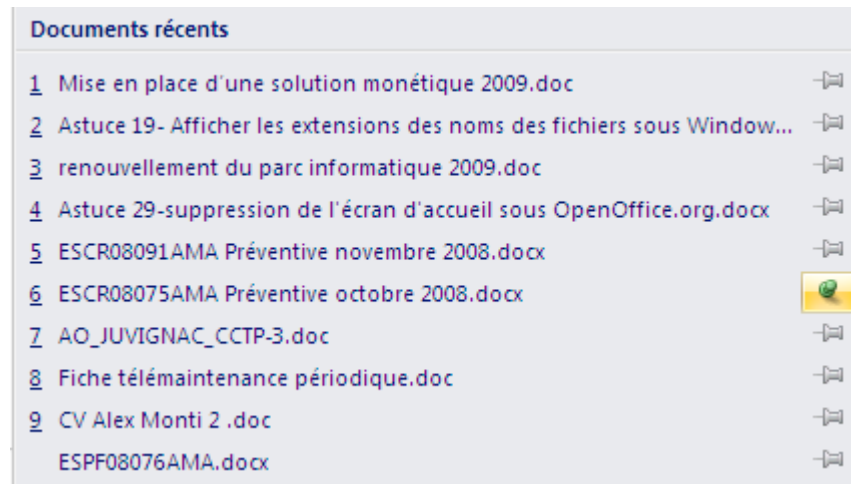 Documents récents
1 Mise en place d'une solution monétique 2009.doc
2 Astuce 19- Afficher les extensions des noms des fichiers sous Window...
3 renouvellement du parc informatique 2009.doc
4 Astuce 29-suppression de l'écran d'accueil sous OpenOffice.org.docx
5 ESCR08091AMA Préventive novembre 2008.docx
6 ESCR08075AMA Préventive octobre 2008.docx
7 AO_JUVIGNAC_CCTP-3.doc
8 Fiche télémaintenance périodique.doc
9 CV Alex Monti 2 .doc
ESPF08076AMA.docx